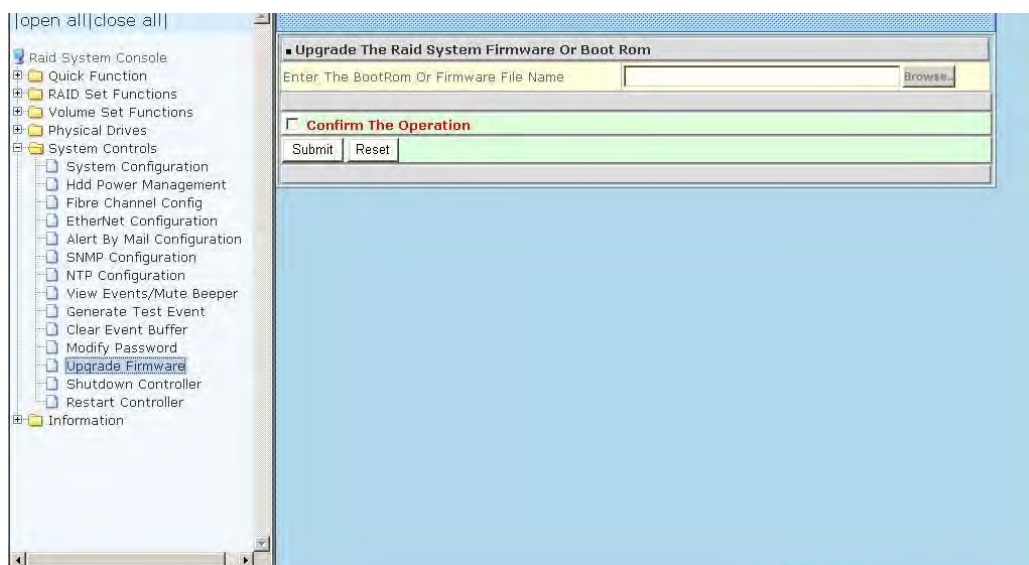 |open all|close all|
Raid System Console
Quick Function
RAID Set Functions
Volume Set Functions
Physical Drives
System Controls
System Configuration
Hdd Power Management
Fibre Channel Config
EtherNet Configuration
Alert By Mail Configuration
SNMP Configuration
NTP Configuration
View Events/Mute Beeper
Generate Test Event
Clear Event Buffer
Modify Password
Upgrade Firmware
Shutdown Controller
Restart Controller
Information
Upgrade The Raid System Firmware Or Boot Rom
Enter The BootRom Or Firmware File Name
Browse..
Confirm The Operation
Submit Reset